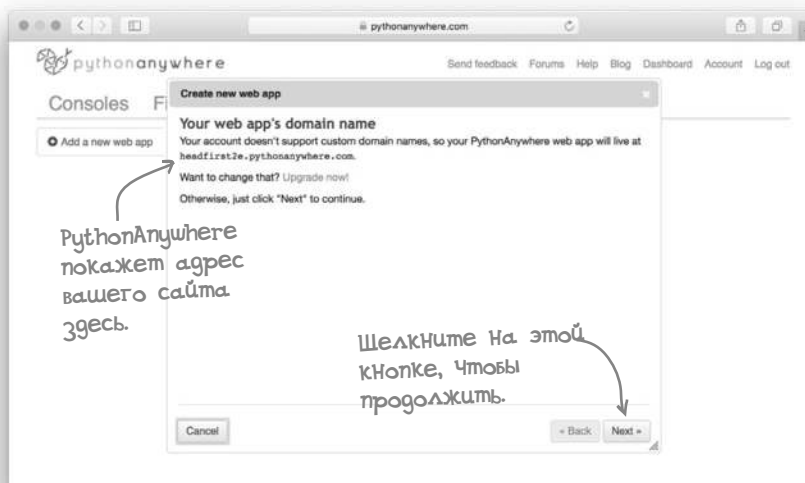 pythonanywhere.com
pythonanywhere
Send feedback Forums Help Blog Dashboard Account Log out
Consoles Fi
Create new web app
Add a new web app
Your web app's domain name
Your account doesn't support custom domain names, so your PythonAnywhere web app will live at
headfirst2e.pythonanywhere.com.
Want to change that? Upgrade now!
Otherwise, just click "Next" to continue.
PythonAnywhere
покажет адрес
вашего сайта
здесь.
Щелкните на этой
кнопке, чтобы
продолжить.
Cancel
« Back
Next »